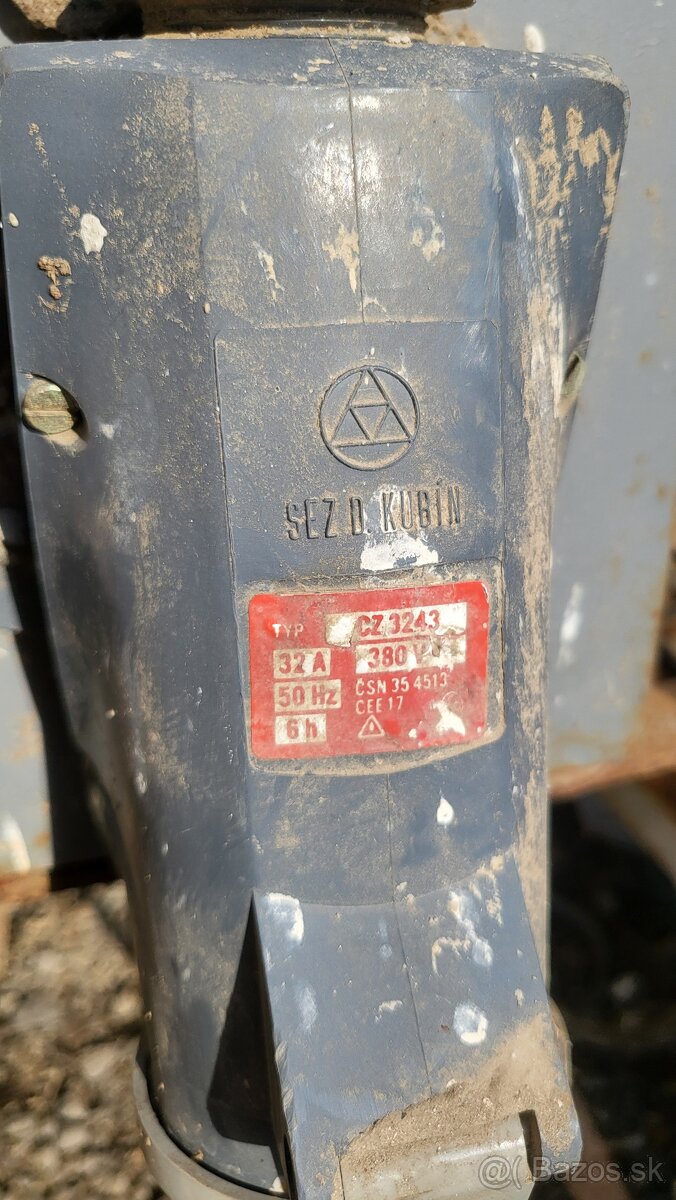 SEZ D. KUBÍN
TYP CZ 3243
32 A 380 V
50 Hz ČSN 35 4513
CEE 17
6 h
@( Bazos.sk